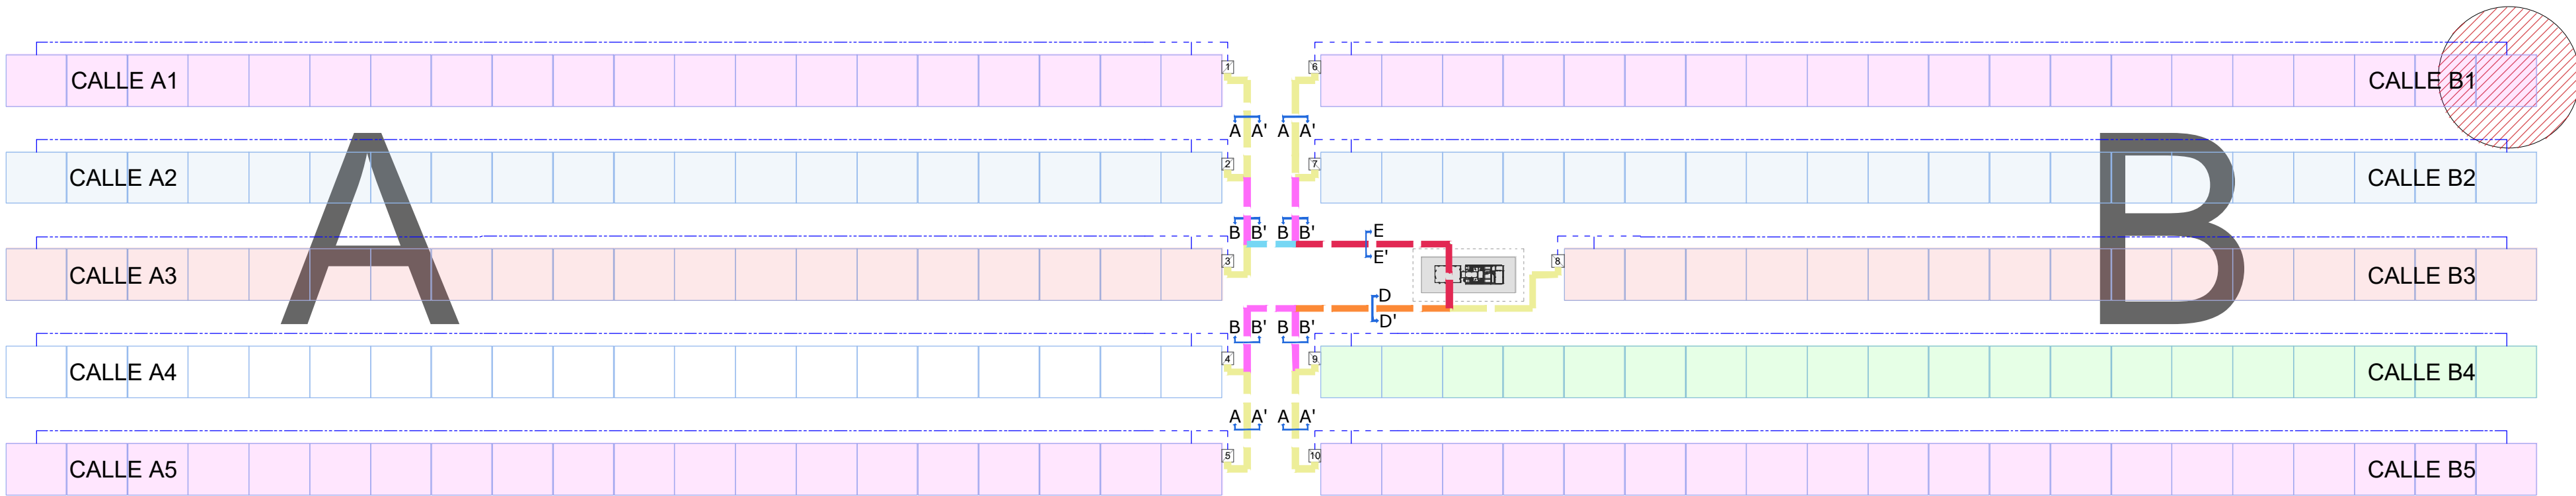 1 6
CALLE A1 CALLE B1
A A' A A'
2 7
CALLE A2 CALLE B2
A B
B B' B B' E
E'
3 8
CALLE A3 CALLE B3
D
D'
B B' B B'
4 9
CALLE A4 CALLE B4
A A' A A'
5 10
CALLE A5 CALLE B5